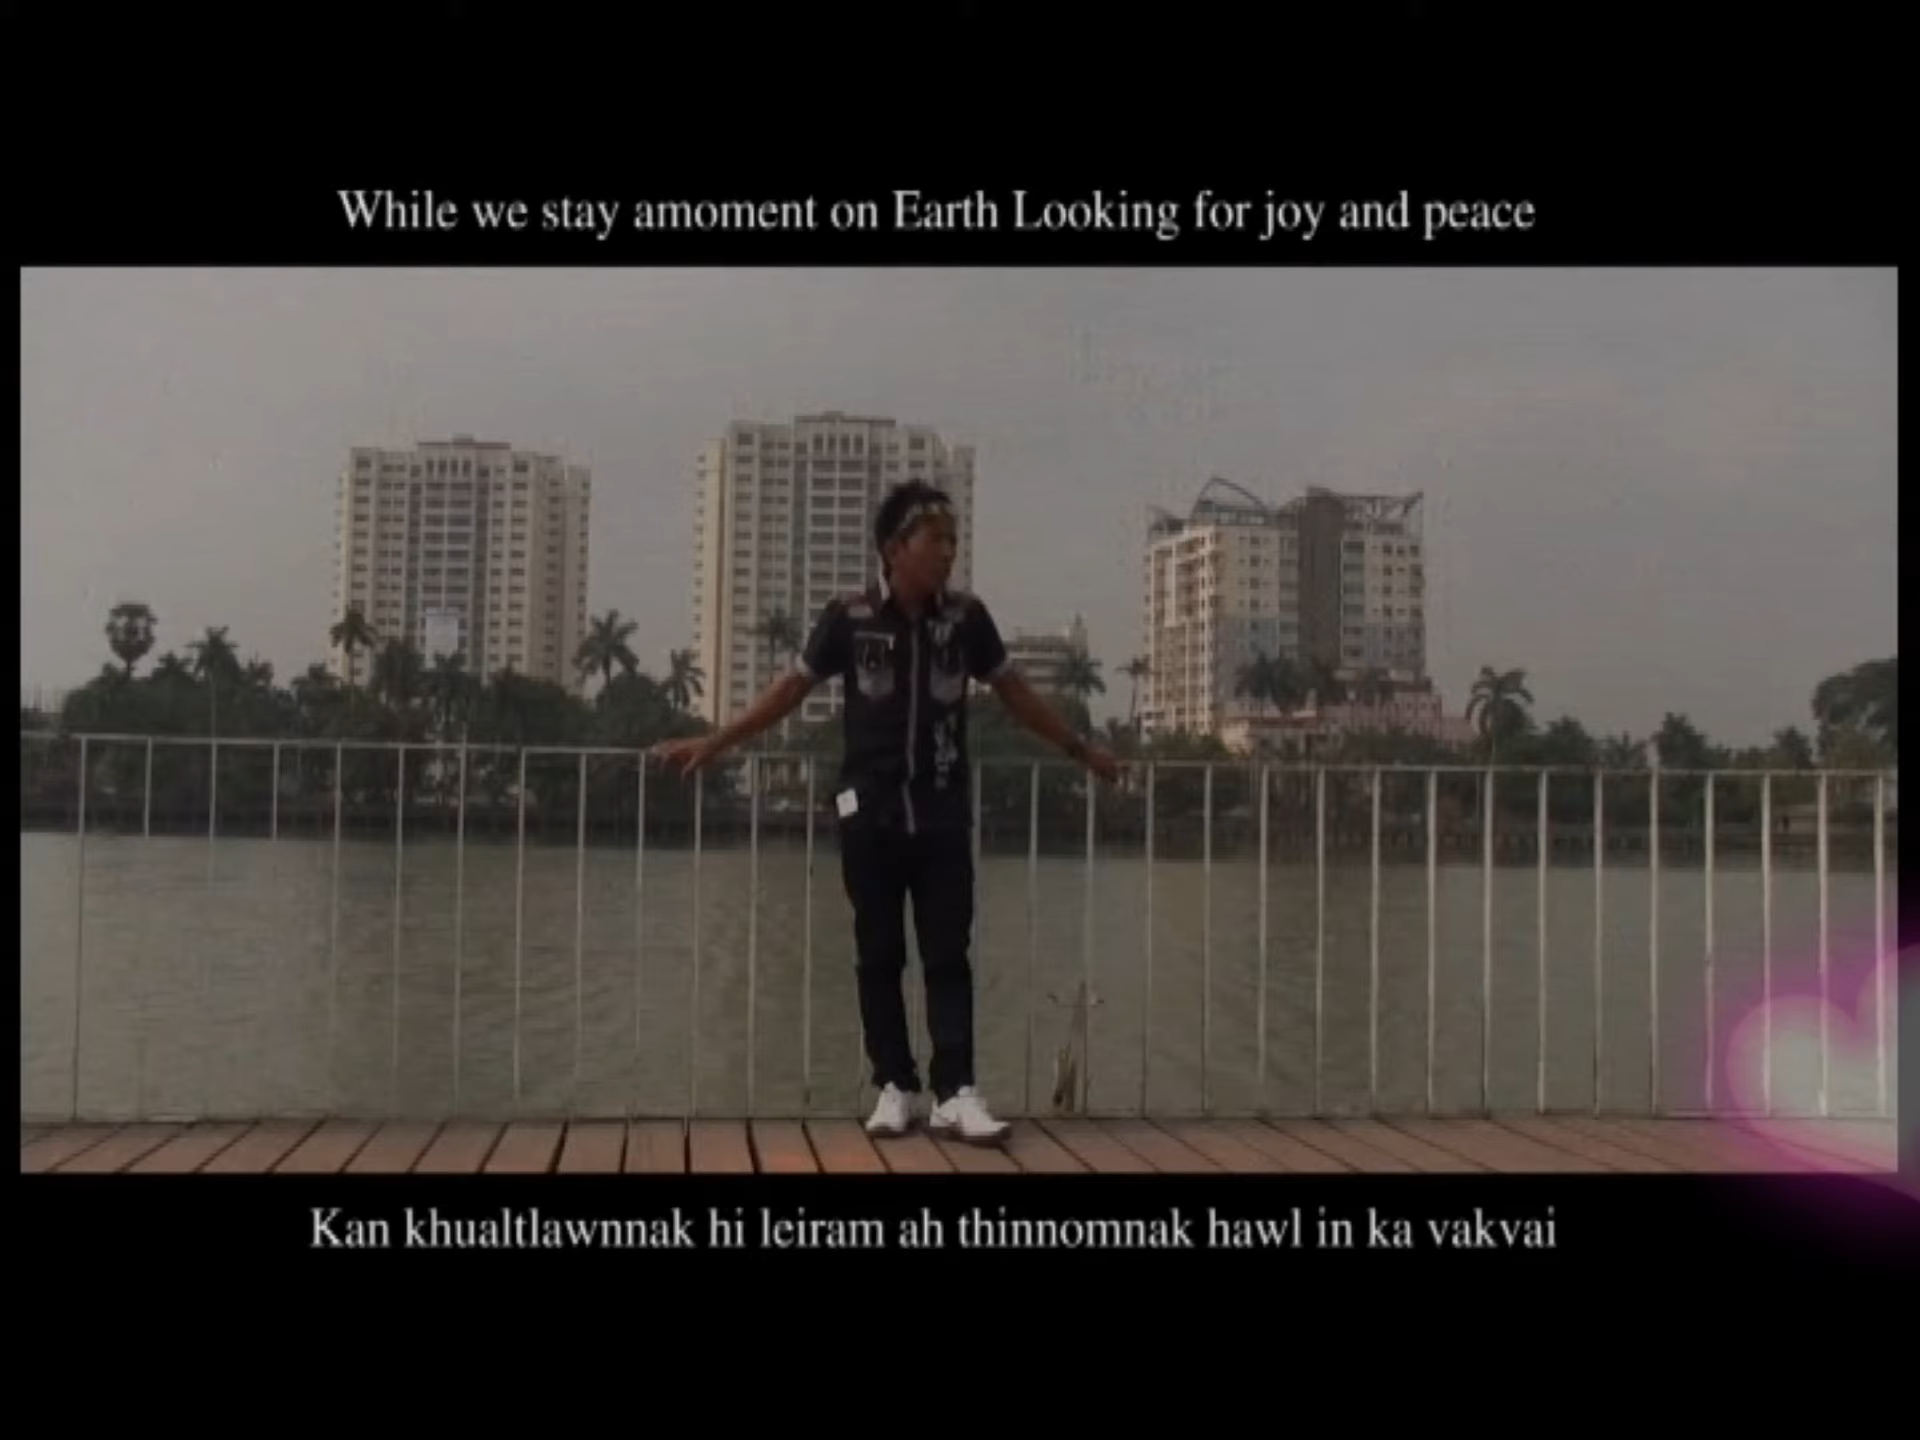 While we stay amoment on Earth Looking for joy and peace
Kan khualtlawnnak hi leiram ah thinnomnak hawl in ka vakvai